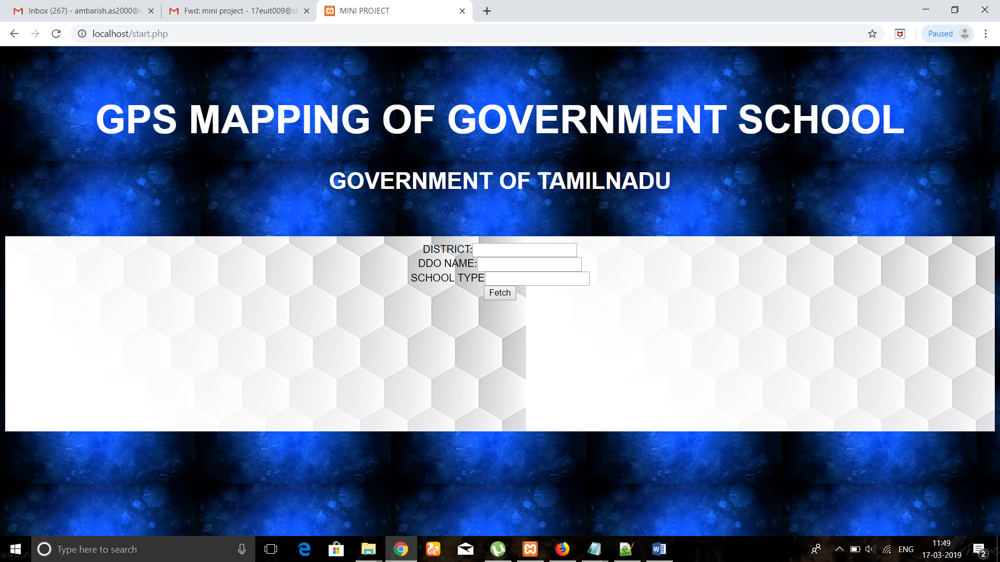 Inbox (267) - ambarish.as2000@
Fwd: mini project - 17euit009@s
MINI PROJECT
localhost/start.php
Paused
GPS MAPPING OF GOVERNMENT SCHOOL
GOVERNMENT OF TAMILNADU
DISTRICT:
DDO NAME:
SCHOOL TYPE
Fetch
Type here to search
ENG
11:49
17-03-2019
2